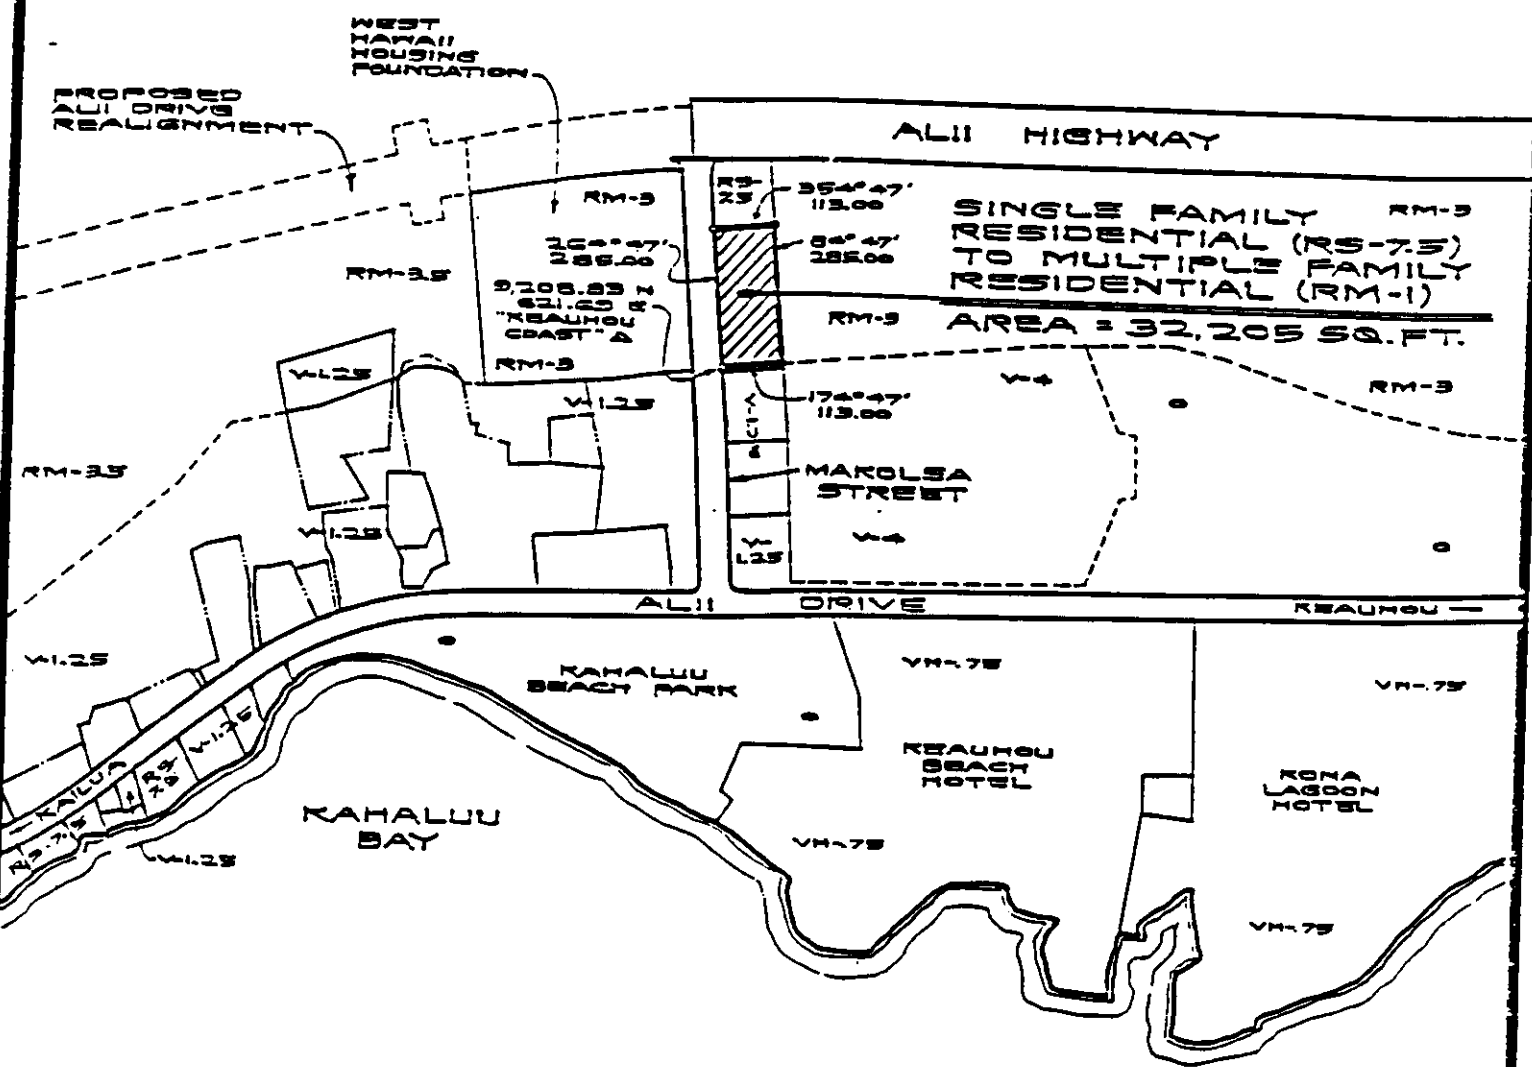 WEST
HAWAII
HOUSING
FOUNDATION
PROPOSED
ALII DRIVE
REALIGNMENT
ALII HIGHWAY
RM-3
354° 47'
113.00
SINGLE FAMILY
RESIDENTIAL (RS-7.5)
TO MULTIPLE FAMILY
RESIDENTIAL (RM-1)
AREA = 32,205 SQ.FT.
RM-3
264° 47'
285.00
84° 47'
285.00
RM-3.5
9,208.83 N
621.69 E
"KEAUHOU
COAST" Δ
RM-3
RM-3
V-1.25
V-1.25
V-4
RM-3
174° 47'
113.00
RM-3.5
MAKOLEA
STREET
V-1.25
V-
1.25
V-4
ALII DRIVE
KEAUHOU
V-1.25
KAHALUU
BEACH PARK
VH-.75
VH-.75
V-1.25
KEAUHOU
BEACH
HOTEL
KONA
LAGOON
HOTEL
KAILUA
RS-7.5
KAHALUU
BAY
VH-.75
V-1.25
VH-.75